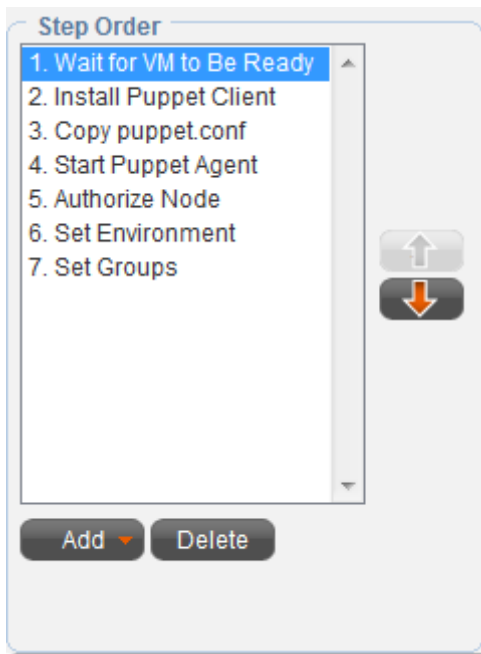 Step Order
1. Wait for VM to Be Ready
2. Install Puppet Client
3. Copy puppet.conf
4. Start Puppet Agent
5. Authorize Node
6. Set Environment
7. Set Groups
Add
Delete